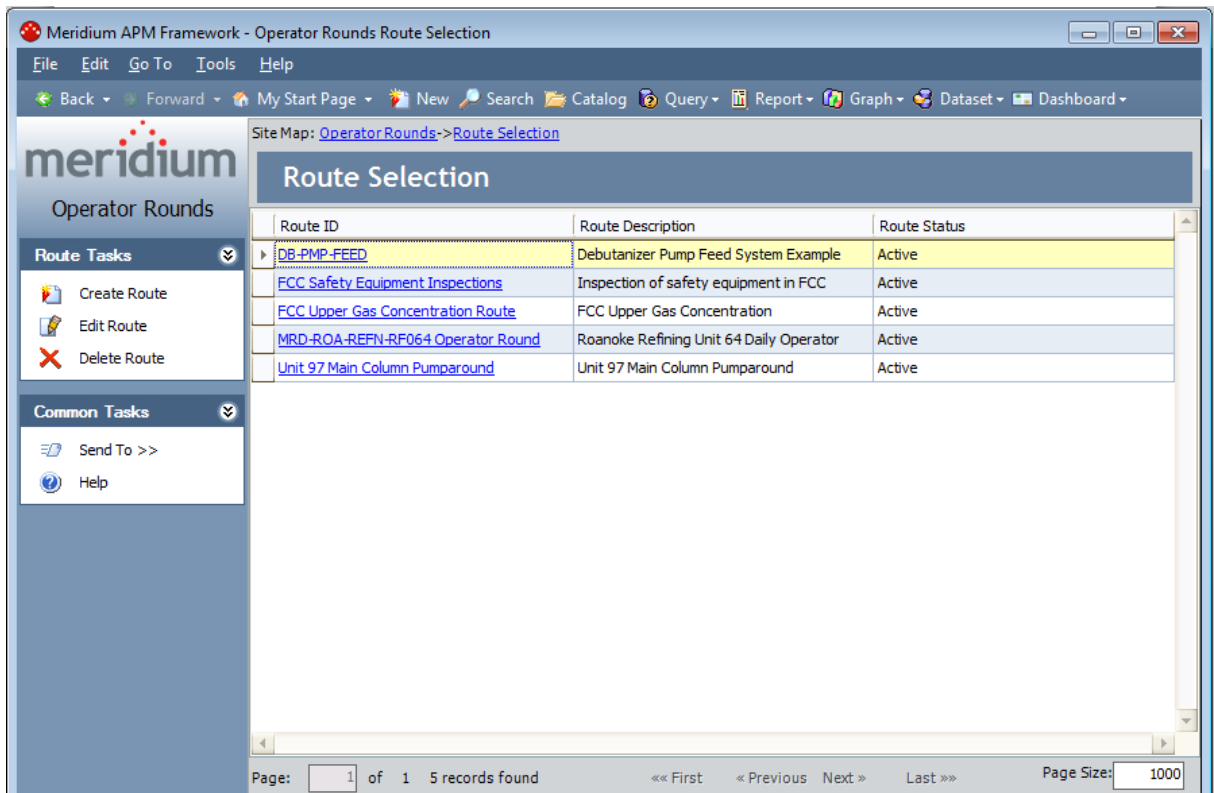 Meridium APM Framework - Operator Rounds Route Selection
File Edit Go To Tools Help
Back Forward My Start Page New Search Catalog Query Report Graph Dataset Dashboard
meridium
Operator Rounds
Route Tasks
Create Route
Edit Route
Delete Route
Common Tasks
Send To >>
Help
Site Map: Operator Rounds->Route Selection
Route Selection
Route ID Route Description Route Status
DB-PMP-FEED Debutanizer Pump Feed System Example Active
FCC Safety Equipment Inspections Inspection of safety equipment in FCC Active
FCC Upper Gas Concentration Route FCC Upper Gas Concentration Active
MRD-ROA-REFN-RF064 Operator Round Roanoke Refining Unit 64 Daily Operator Active
Unit 97 Main Column Pumparound Unit 97 Main Column Pumparound Active
Page: 1 of 1 5 records found «« First « Previous Next » Last »» Page Size: 1000